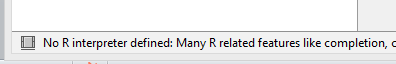 No R interpreter defined: Many R related features like completion,